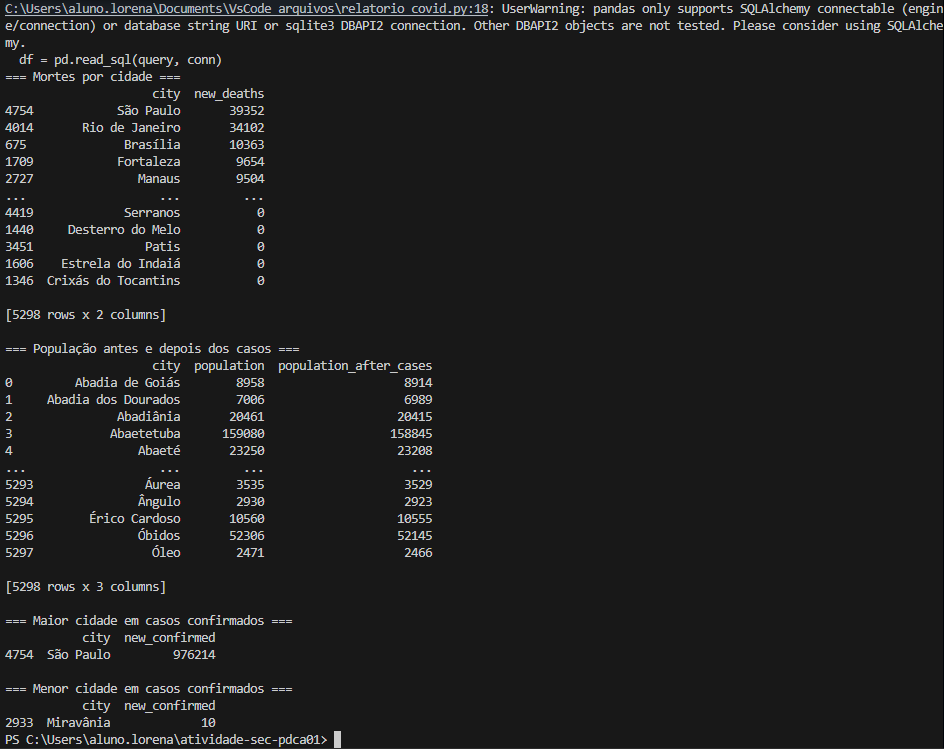 C:\Users\aluno.lorena\Documents\VsCode arquivos\relatorio covid.py:18: UserWarning: pandas only supports SQLAlchemy connectable (engin
e/connection) or database string URI or sqlite3 DBAPI2 connection. Other DBAPI2 objects are not tested. Please consider using SQLAlche
my.
  df = pd.read_sql(query, conn)
=== Mortes por cidade ===
                     city  new_deaths
4754            São Paulo       39352
4014       Rio de Janeiro       34102
675              Brasília       10363
1709            Fortaleza        9654
2727               Manaus        9504
...                   ...         ...
4419             Serranos           0
1440     Desterro do Melo           0
3451                Patis           0
1606    Estrela do Indaiá           0
1346  Crixás do Tocantins           0

[5298 rows x 2 columns]

=== População antes e depois dos casos ===
                     city  population  population_after_cases
0         Abadia de Goiás        8958                    8914
1     Abadia dos Dourados        7006                    6989
2               Abadiânia       20461                   20415
3              Abaetetuba      159080                  158845
4                  Abaeté       23250                   23208
...                   ...         ...                     ...
5293                Áurea        3535                    3529
5294               Ângulo        2930                    2923
5295        Érico Cardoso       10560                   10555
5296               Óbidos       52306                   52145
5297                 Óleo        2471                    2466

[5298 rows x 3 columns]

=== Maior cidade em casos confirmados ===
           city  new_confirmed
4754  São Paulo         976214

=== Menor cidade em casos confirmados ===
           city  new_confirmed
2933  Miravânia             10
PS C:\Users\aluno.lorena\atividade-sec-pdca01>